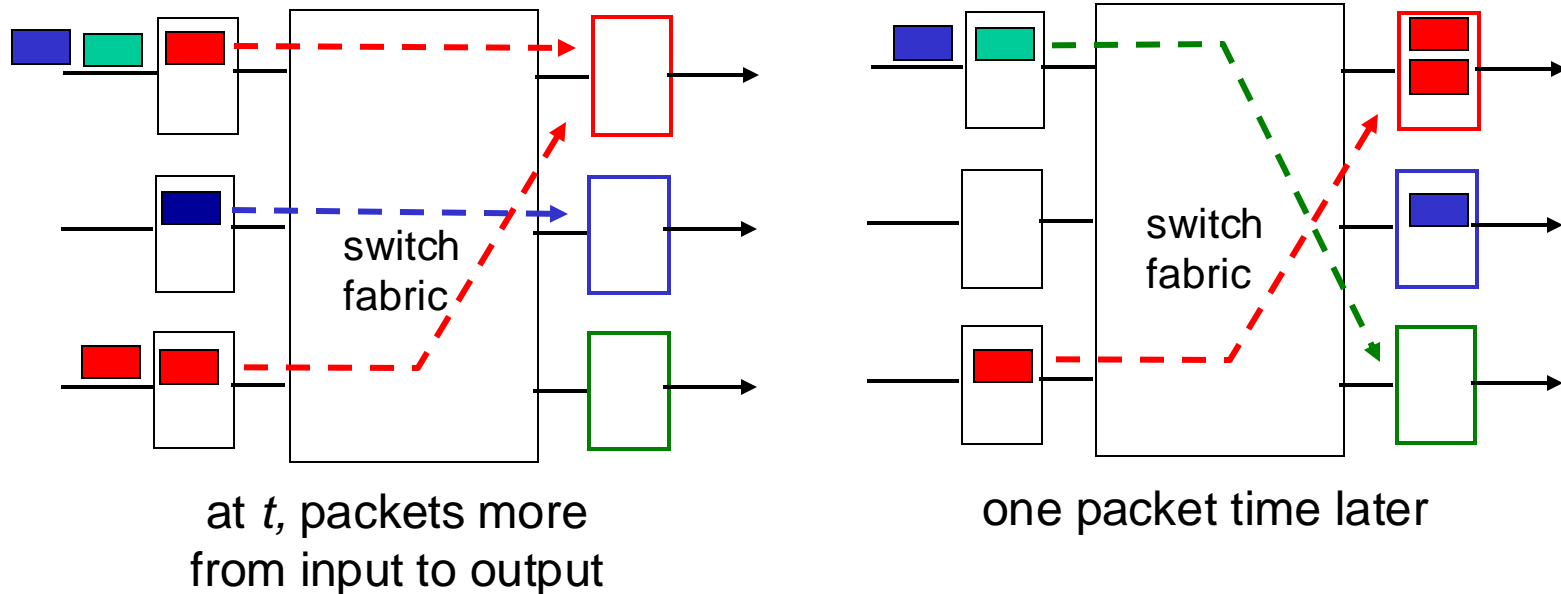 switch
fabric
at t, packets more
from input to output
switch
fabric
one packet time later